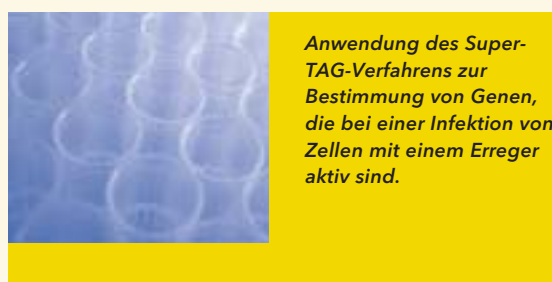 Anwendung des Super-
TAG-Verfahrens zur
Bestimmung von Genen,
die bei einer Infektion von
Zellen mit einem Erreger
aktiv sind.